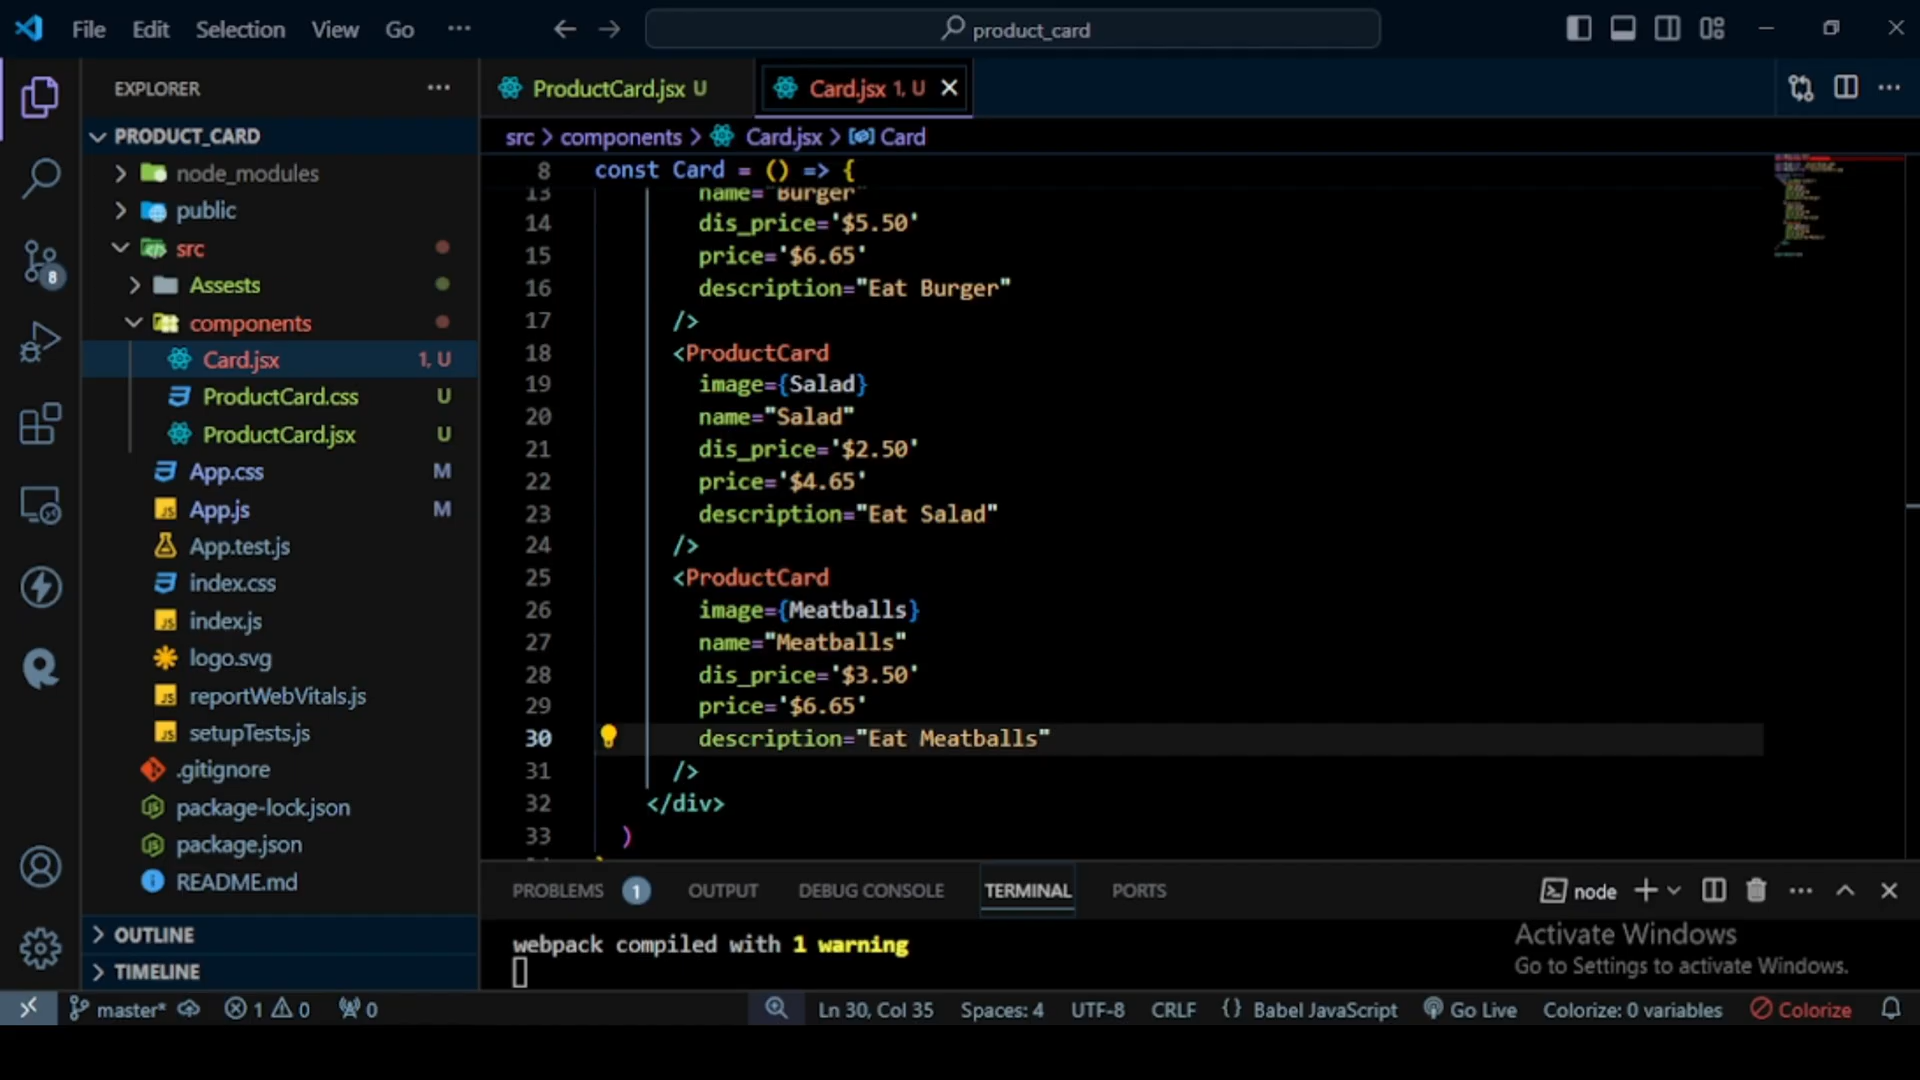 File Edit Selection View Go ···
product_card
EXPLORER ···
PRODUCT_CARD
node_modules
public
src
Assests
components
Card.jsx 1, U
ProductCard.css U
ProductCard.jsx U
App.css M
App.js M
App.test.js
index.css
index.js
logo.svg
reportWebVitals.js
setupTests.js
.gitignore
package-lock.json
package.json
README.md
OUTLINE
TIMELINE
8
ProductCard.jsx U
Card.jsx 1, U
src > components > Card.jsx > Card
8 const Card = () => {
13 name="Burger"
14 dis_price='$5.50'
15 price='$6.65'
16 description="Eat Burger"
17 />
18 <ProductCard
19 image={Salad}
20 name="Salad"
21 dis_price='$2.50'
22 price='$4.65'
23 description="Eat Salad"
24 />
25 <ProductCard
26 image={Meatballs}
27 name="Meatballs"
28 dis_price='$3.50'
29 price='$6.65'
30 description="Eat Meatballs"
31 />
32 </div>
33 )
PROBLEMS 1 OUTPUT DEBUG CONSOLE TERMINAL PORTS
node
webpack compiled with 1 warning
Activate Windows
Go to Settings to activate Windows.
master* 1 0 0 Ln 30, Col 35 Spaces: 4 UTF-8 CRLF {} Babel JavaScript Go Live Colorize: 0 variables Colorize